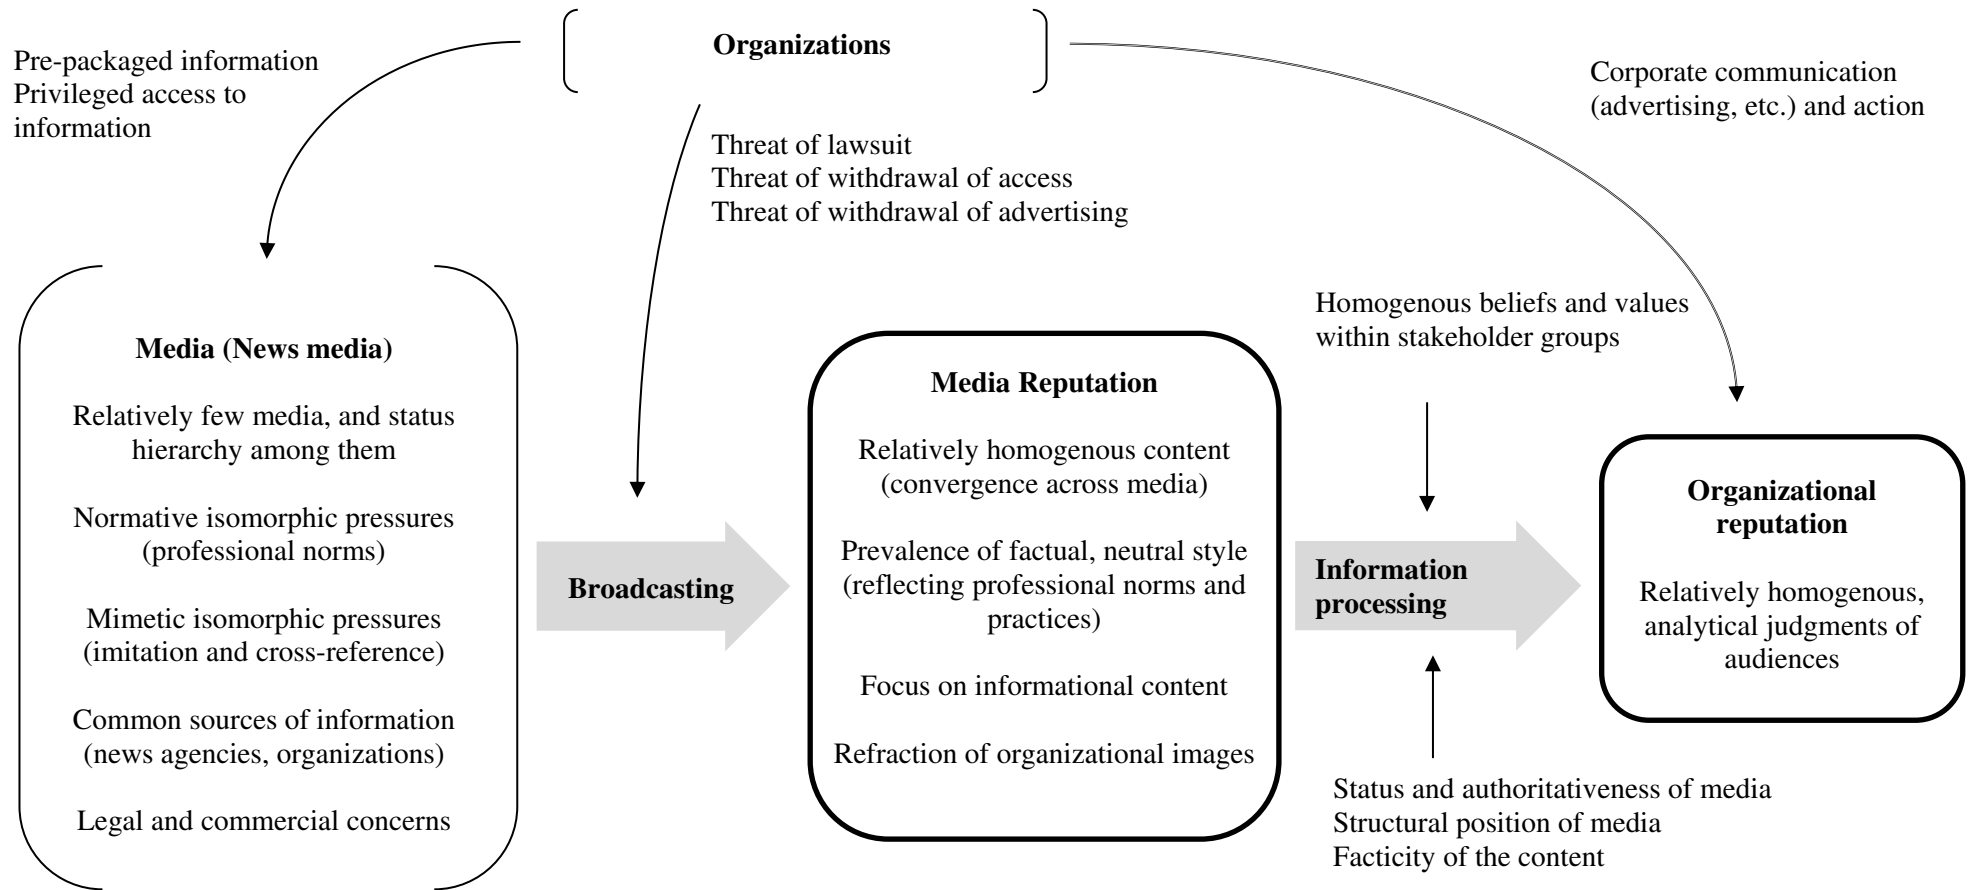 Organizations
Pre-packaged information
Privileged access to
information
Threat of lawsuit
Threat of withdrawal of access
Threat of withdrawal of advertising
Corporate communication
(advertising, etc.) and action
Media (News media)
Relatively few media, and status
hierarchy among them
Normative isomorphic pressures
(professional norms)
Mimetic isomorphic pressures
(imitation and cross-reference)
Common sources of information
(news agencies, organizations)
Legal and commercial concerns
Broadcasting
Media Reputation
Relatively homogenous content
(convergence across media)
Prevalence of factual, neutral style
(reflecting professional norms and
practices)
Focus on informational content
Refraction of organizational images
Homogenous beliefs and values
within stakeholder groups
Information
processing
Status and authoritativeness of media
Structural position of media
Facticity of the content
Organizational
reputation
Relatively homogenous,
analytical judgments of
audiences